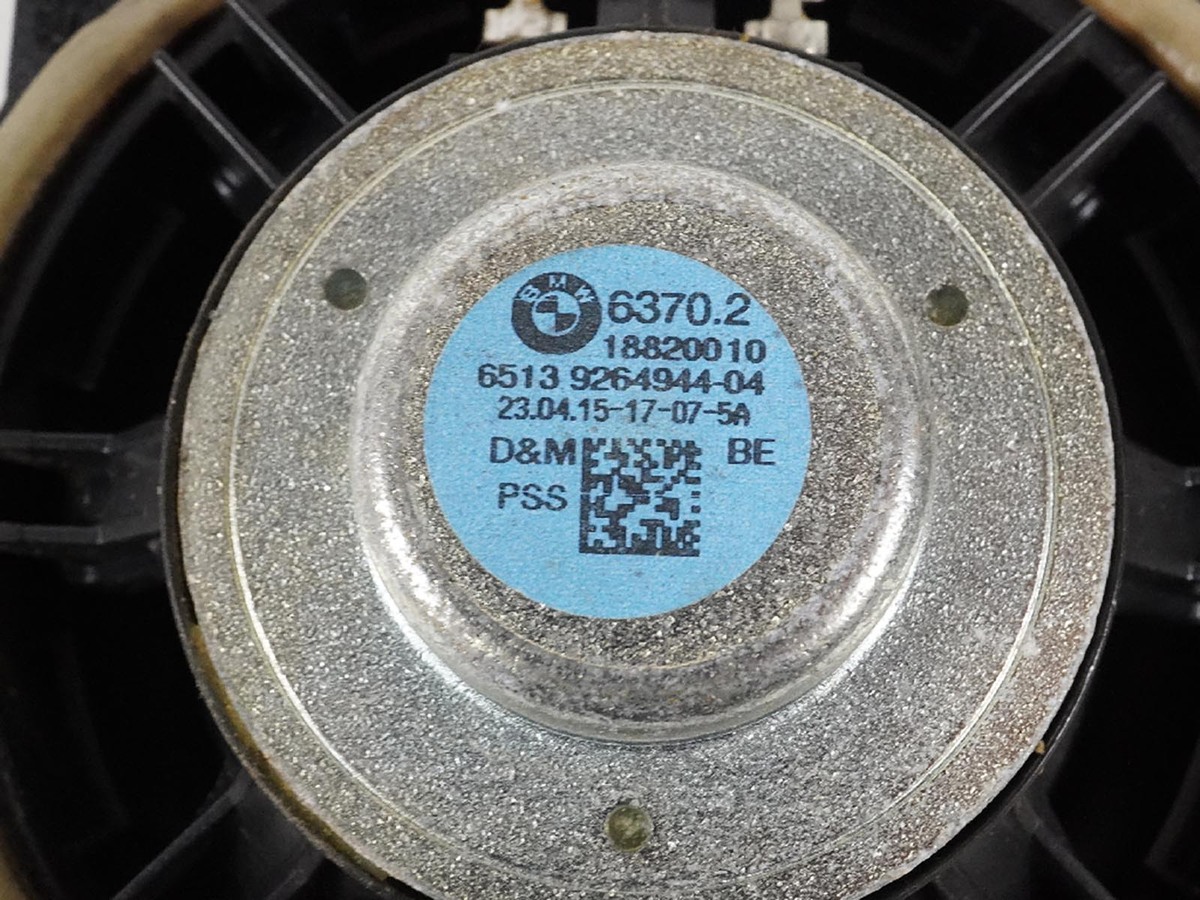 BMW 6370.2
18820010
6513 9264944-04
23.04.15-17-07-5A
D&M BE
PSS